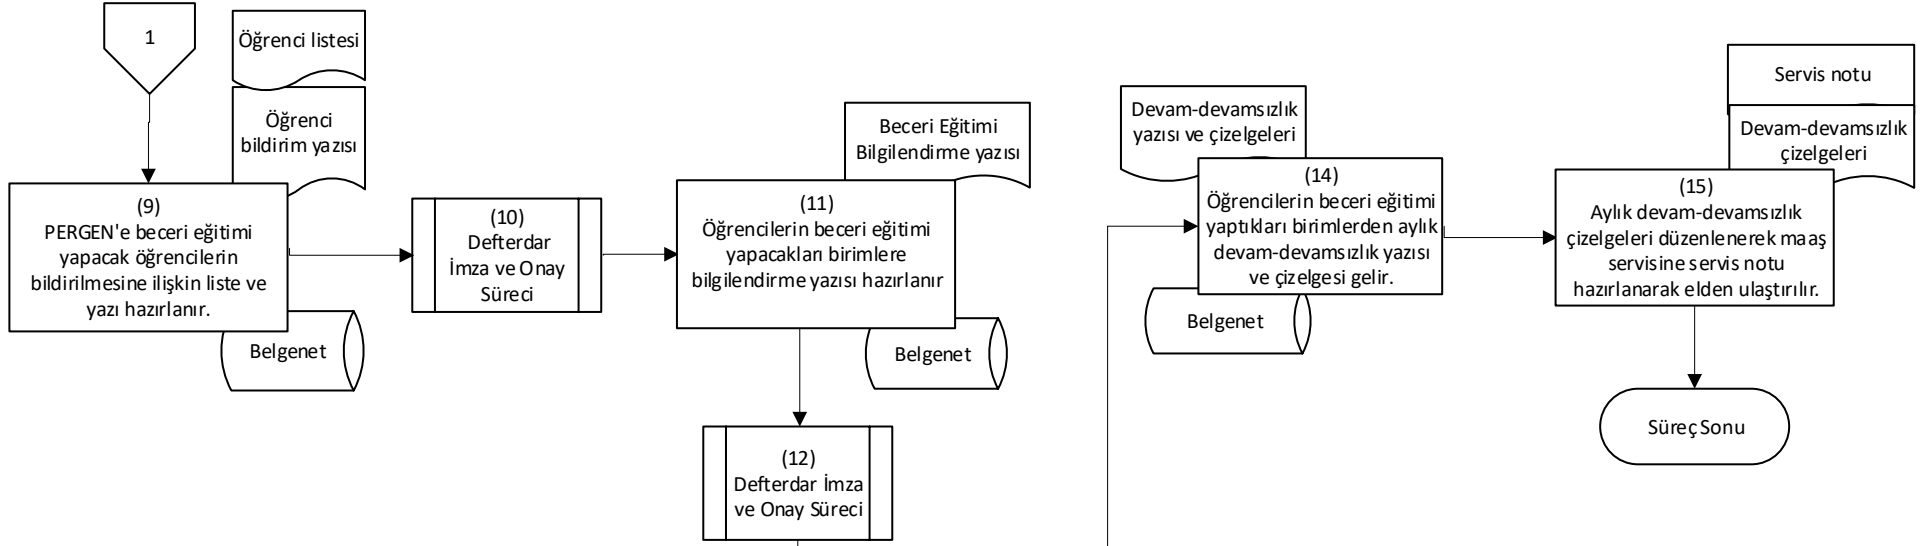 1
Öğrenci listesi
Öğrenci
bildirim yazısı
(9)
PERGEN'e beceri eğitimi
yapacak öğrencilerin
bildirilmesine ilişkin liste ve
yazı hazırlanır.
Belgenet
(10)
Defterdar
İmza ve Onay
Süreci
Beceri Eğitimi
Bilgilendirme yazısı
(11)
Öğrencilerin beceri eğitimi
yapacakları birimlere
bilgilendirme yazısı hazırlanır
Belgenet
(12)
Defterdar İmza
ve Onay Süreci
Devam-devamsızlık
yazısı ve çizelgeleri
(14)
Öğrencilerin beceri eğitimi
yaptıkları birimlerden aylık
devam-devamsızlık yazısı
ve çizelgesi gelir.
Belgenet
Servis notu
Devam-devamsızlık
çizelgeleri
(15)
Aylık devam-devamsızlık
çizelgeleri düzenlenerek maaş
servisine servis notu
hazırlanarak elden ulaştırılır.
Süreç Sonu